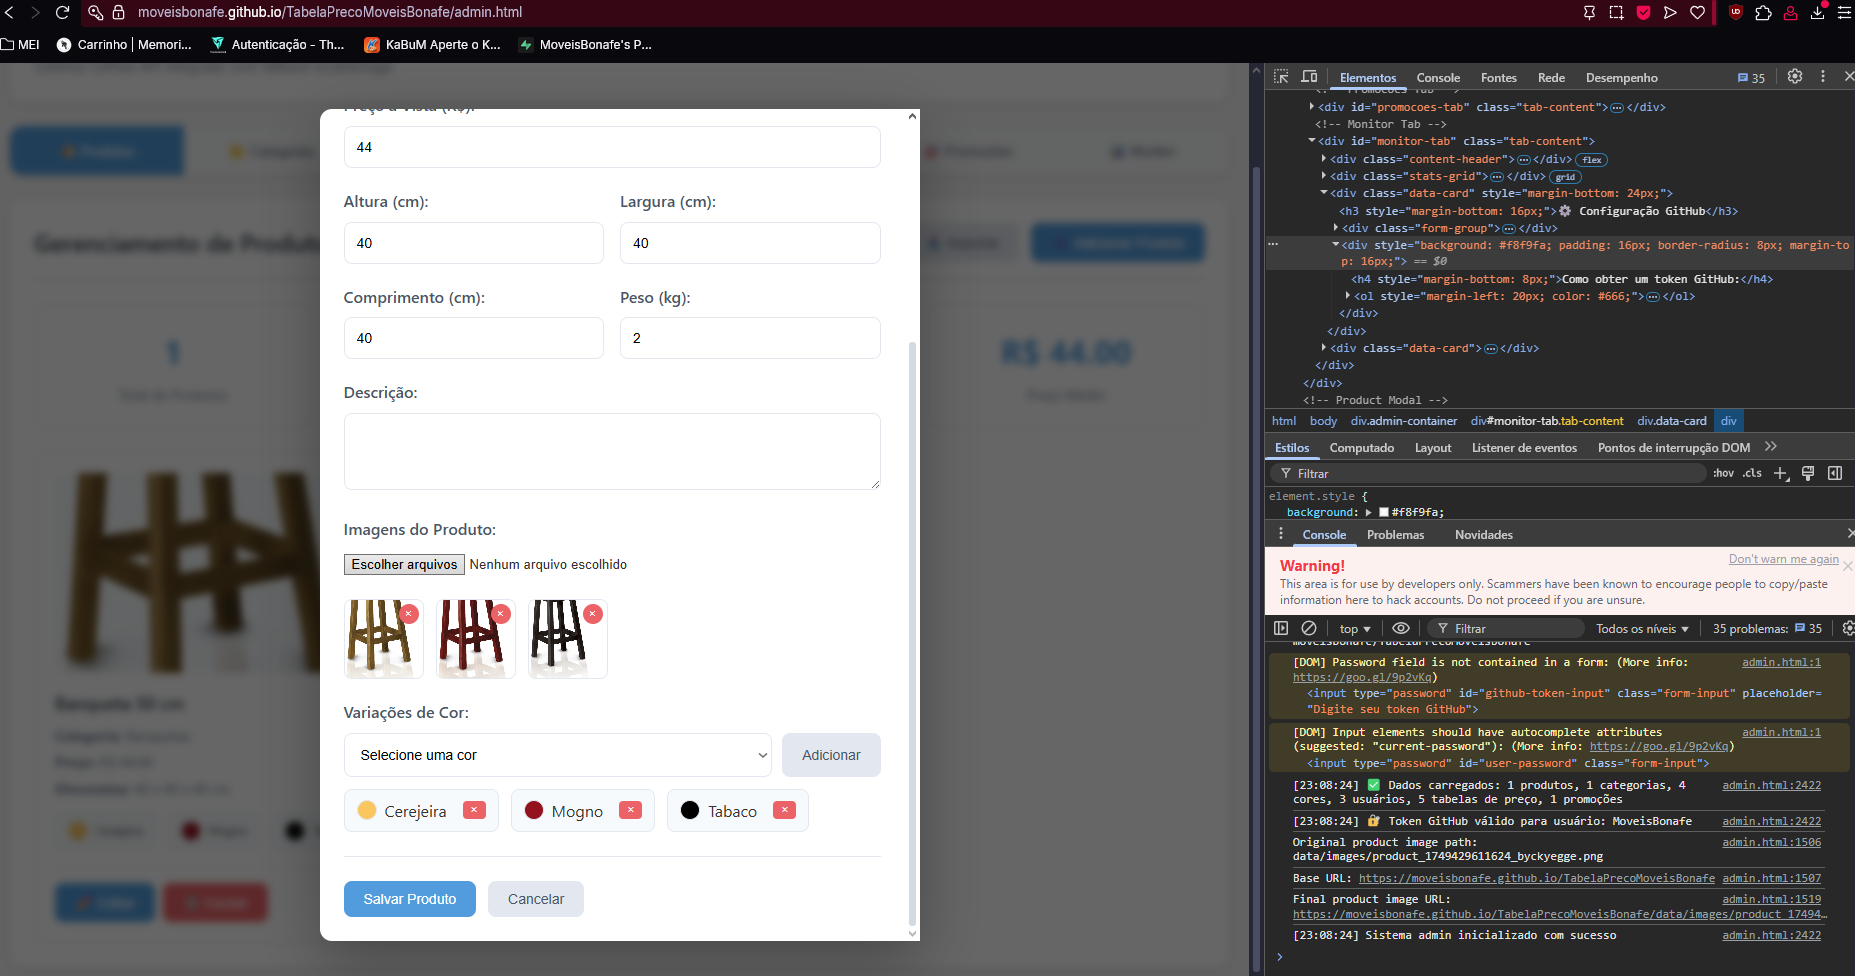 moveisbonafe.github.io/TabelaPrecoMoveisBonafe/admin.html
MEI
Carrinho | Memori...
Autenticação - Th...
KaBuM Aperte o K...
MoveisBonafe's P...
Preço à Vista (R$):
44
Altura (cm):
Largura (cm):
40
40
Comprimento (cm):
Peso (kg):
40
2
Descrição:
Imagens do Produto:
Escolher arquivos Nenhum arquivo escolhido
Variações de Cor:
Selecione uma cor
Adicionar
Cerejeira
Mogno
Tabaco
Salvar Produto
Cancelar
Gerenciamento de Produto
1
R$ 44.00
Banqueta 50 cm
Elementos
Console
Fontes
Rede
Desempenho
35
<!-- Promocoes Tab -->
<div id="promocoes-tab" class="tab-content"> </div>
<!-- Monitor Tab -->
<div id="monitor-tab" class="tab-content">
<div class="content-header"> </div> flex
<div class="stats-grid"> </div> grid
<div class="data-card" style="margin-bottom: 24px;">
<h3 style="margin-bottom: 16px;">⚙️ Configuração GitHub</h3>
<div class="form-group"> </div>
<div style="background: #f8f9fa; padding: 16px; border-radius: 8px; margin-to
p: 16px;"> == $0
<h4 style="margin-bottom: 8px;">Como obter um token GitHub:</h4>
<ol style="margin-left: 20px; color: #666;"> </ol>
</div>
</div>
<div class="data-card"> </div>
</div>
</div>
<!-- Product Modal -->
html
body
div.admin-container
div#monitor-tab.tab-content
div.data-card
div
Estilos
Computado
Layout
Listener de eventos
Pontos de interrupção DOM
Filtrar
:hov .cls
element.style {
background: #f8f9fa;
Console
Problemas
Novidades
Don't warn me again
Warning!
This area is for use by developers only. Scammers have been known to encourage people to copy/paste
information here to hack accounts. Do not proceed if you are unsure.
top
Filtrar
Todos os níveis
35 problemas: 35
moveisbonafe/TabelaPrecoMoveisBonafe
[DOM] Password field is not contained in a form: (More info: admin.html:1
https://goo.gl/9p2vKq)
<input type="password" id="github-token-input" class="form-input" placeholder=
"Digite seu token GitHub">
[DOM] Input elements should have autocomplete attributes admin.html:1
(suggested: "current-password"): (More info: https://goo.gl/9p2vKq)
<input type="password" id="user-password" class="form-input">
[23:08:24] ✅ Dados carregados: 1 produtos, 1 categorias, 4 admin.html:2422
cores, 3 usuários, 5 tabelas de preço, 1 promoções
[23:08:24] 🔐 Token GitHub válido para usuário: MoveisBonafe admin.html:2422
Original product image path: admin.html:1506
data/images/product_1749429611624_byckyegge.png
Base URL: https://moveisbonafe.github.io/TabelaPrecoMoveisBonafe admin.html:1507
Final product image URL: admin.html:1519
https://moveisbonafe.github.io/TabelaPrecoMoveisBonafe/data/images/product_17494…
[23:08:24] Sistema admin inicializado com sucesso admin.html:2422